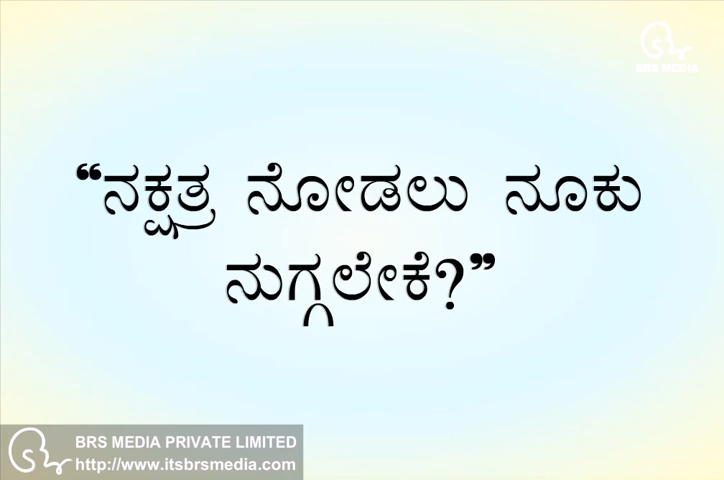 BRS MEDIA
“ನಕ್ಷತ್ರ ನೋಡಲು ನೂಕು
ನುಗ್ಗಲೇಕೆ?”
BRS MEDIA PRIVATE LIMITED
http://www.itsbrsmedia.com